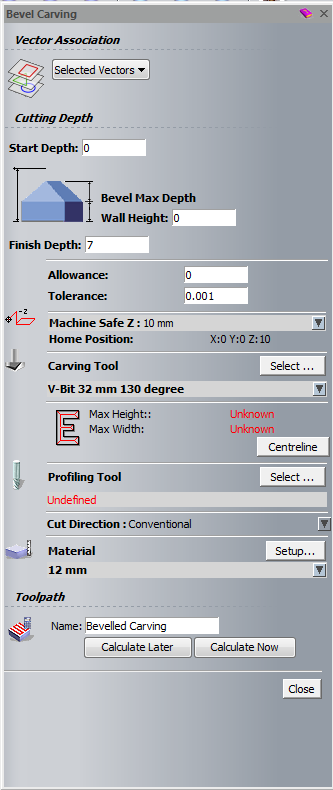 Bevel Carving
Vector Association
Selected Vectors
Cutting Depth
Start Depth: 0
Bevel Max Depth
Wall Height: 0
Finish Depth: 7
Allowance: 0
Tolerance: 0.001
-z
Machine Safe Z : 10 mm
Home Position: X:0 Y:0 Z:10
Carving Tool Select ...
V-Bit 32 mm 130 degree
E Max Height:: Unknown
Max Width: Unknown
Centreline
Profiling Tool Select ...
Undefined
Cut Direction : Conventional
Material Setup...
12 mm
Toolpath
Name: Bevelled Carving
Calculate Later Calculate Now
Close